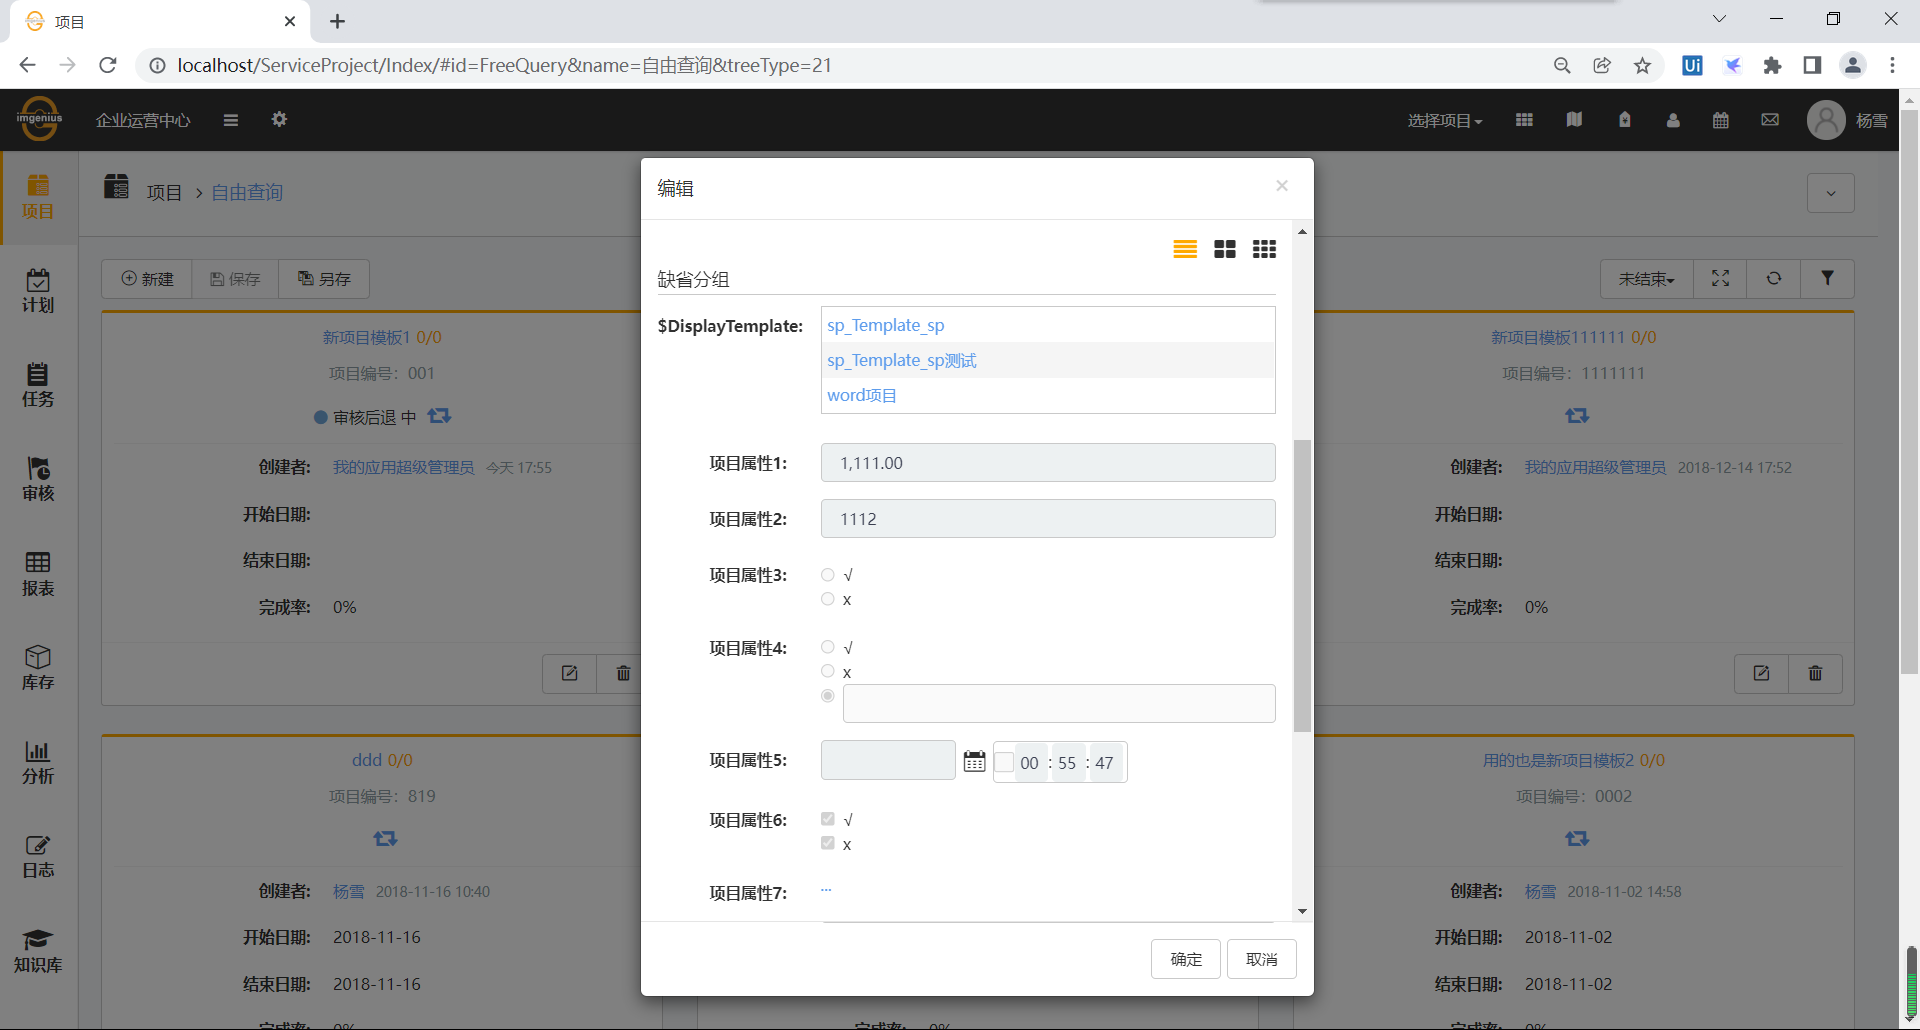 项目
localhost/ServiceProject/Index/#id=FreeQuery&name=自由查询&treeType=21
Ui
imgenius
企业运营中心
选择项目
杨雪
项目
计划
任务
审核
报表
库存
分析
日志
知识库
项目 > 自由查询
新建
保存
另存
未结束
新项目模板1 0/0
项目编号：001
审核后退 中
创建者: 我的应用超级管理员 今天 17:55
开始日期:
结束日期:
完成率: 0%
新项目模板111111 0/0
项目编号：1111111
创建者: 我的应用超级管理员 2018-12-14 17:52
开始日期:
结束日期:
完成率: 0%
ddd 0/0
项目编号：819
创建者: 杨雪 2018-11-16 10:40
开始日期: 2018-11-16
结束日期: 2018-11-16
完成率: 0%
完成率: 0%
用的也是新项目模板2 0/0
项目编号：0002
创建者: 杨雪 2018-11-02 14:58
开始日期: 2018-11-02
结束日期: 2018-11-02
完成率: 0%
编辑
×
缺省分组
$DisplayTemplate:
sp_Template_sp
sp_Template_sp测试
word项目
项目属性1: 1,111.00
项目属性2: 1112
项目属性3: √
x
项目属性4: √
x
项目属性5: 00 : 55 : 47
项目属性6: √
x
项目属性7: ...
确定
取消